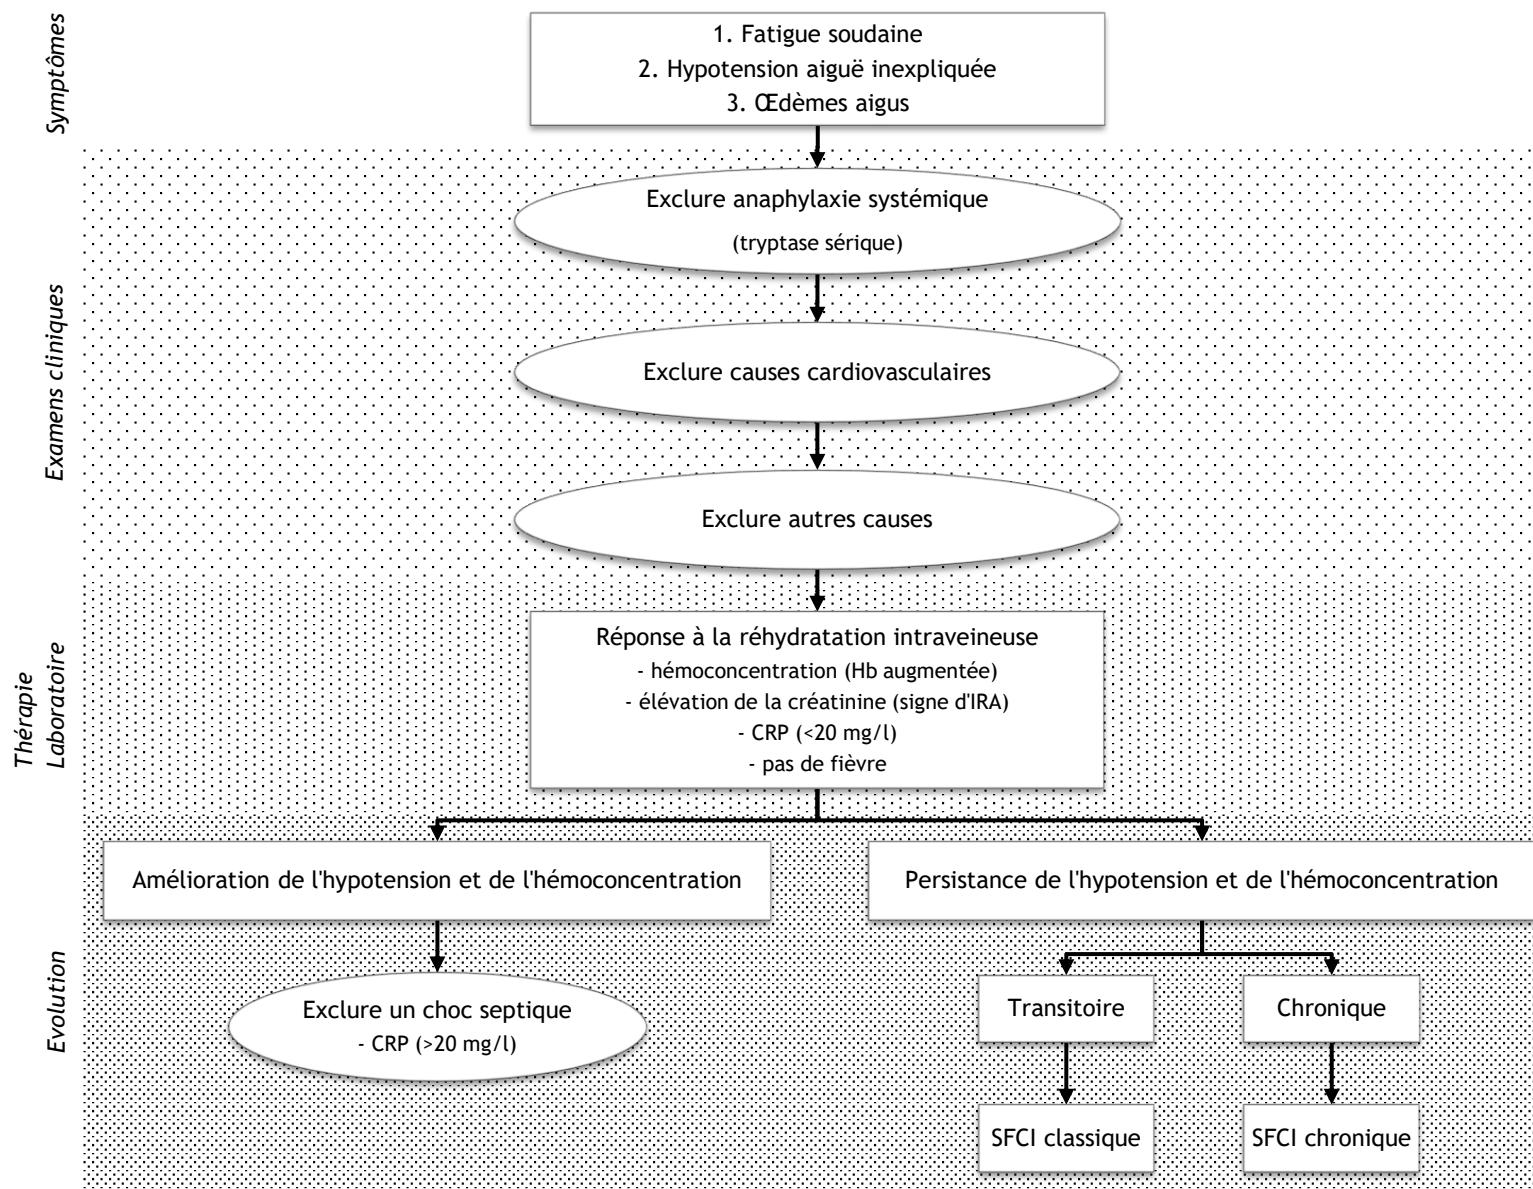 Symptômes
1. Fatigue soudaine
2. Hypotension aiguë inexpliquée
3. Œdèmes aigus
Examens cliniques
Exclure anaphylaxie systémique
(tryptase sérique)
Exclure causes cardiovasculaires
Exclure autres causes
Thérapie
Laboratoire
Réponse à la réhydratation intraveineuse
- hémoconcentration (Hb augmentée)
- élévation de la créatinine (signe d'IRA)
- CRP (<20 mg/l)
- pas de fièvre
Evolution
Amélioration de l'hypotension et de l'hémoconcentration
Persistance de l'hypotension et de l'hémoconcentration
Exclure un choc septique
- CRP (>20 mg/l)
Transitoire
Chronique
SFCI classique
SFCI chronique